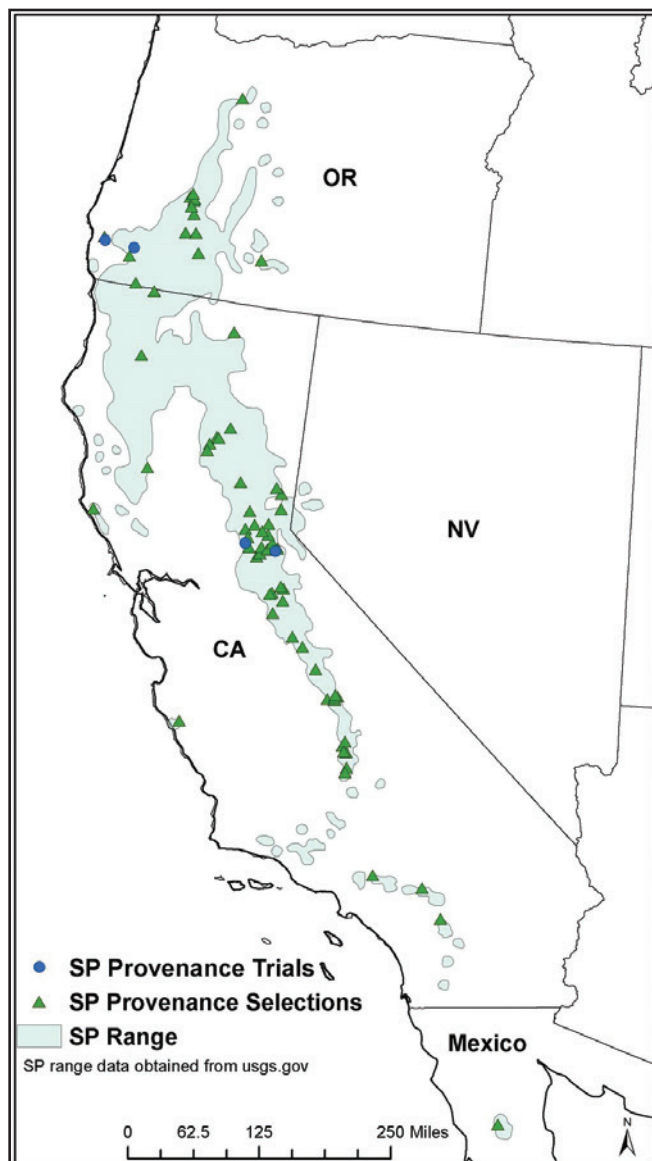 OR
NV
CA
SP Provenance Trials
SP Provenance Selections
SP Range
SP range data obtained from usgs.gov
Mexico
N
0 62.5 125 250 Miles